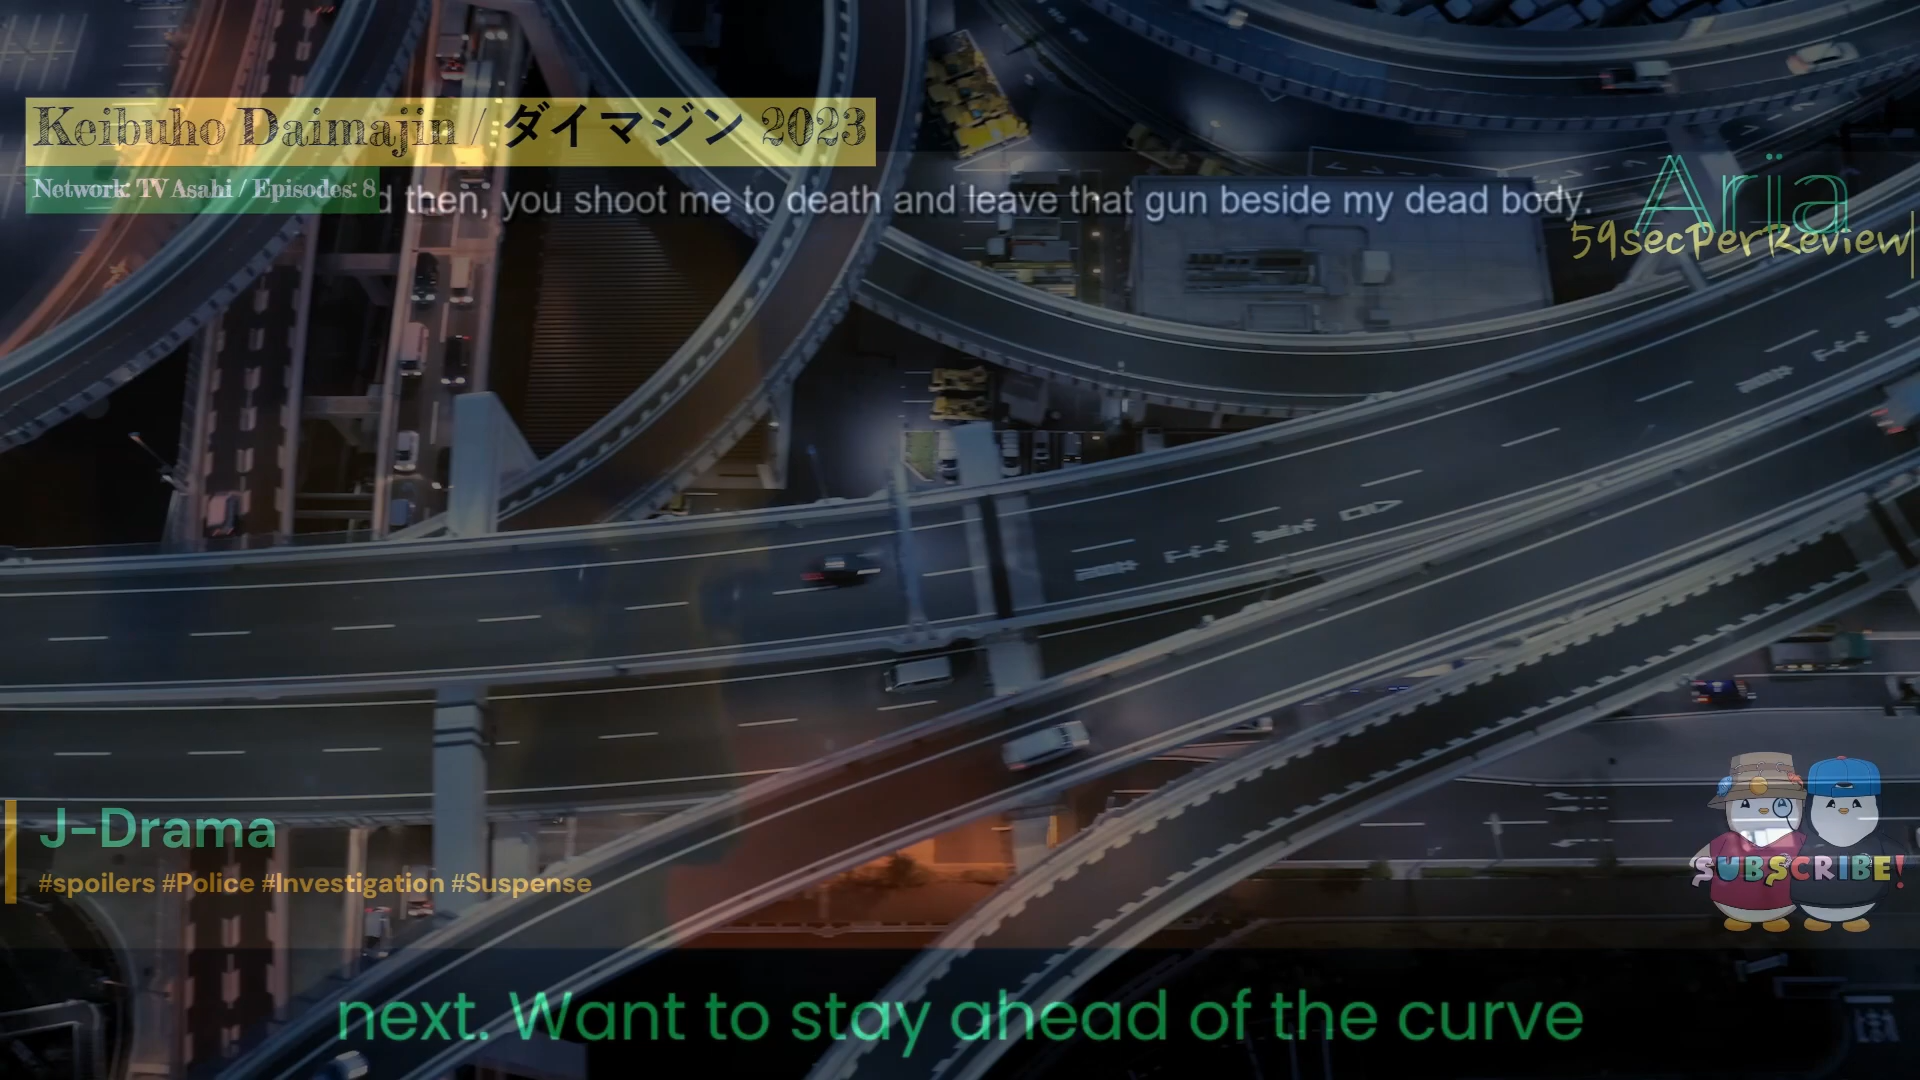 Keibuho Daimajin / ダイマジン 2023
Network: TV Asahi / Episodes: 8
d then, you shoot me to death and leave that gun beside my dead body.
Aria
59secPerReview
J-Drama
#spoilers #Police #Investigation #Suspense
SUBSCRIBE!
next. Want to stay ahead of the curve